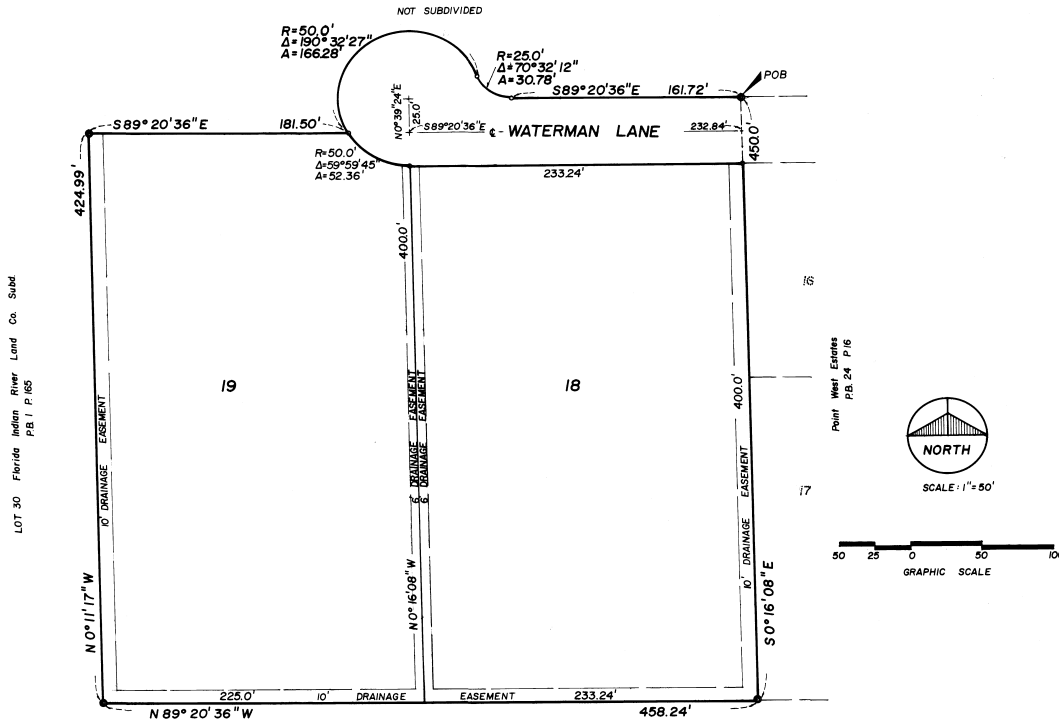 NOT SUBDIVIDED
R=50.0'
Δ=190°32'27"
A=166.28'
R=25.0'
Δ=70°32'12"
A=30.78'
POB
S89°20'36"E 161.72'
N0°39'24"E
25.0'
S89°20'36"E ℄ - WATERMAN LANE 232.84'
450.0'
S89°20'36"E 181.50'
R=50.0'
Δ=59°59'45"
A=52.36'
233.24'
424.99'
400.0'
16
LOT 30 Florida Indian River Land Co. Subd.
P.B. 1 P. 165
19
18
400.0'
Point West Estates
P.B. 24 P 16
10' DRAINAGE EASEMENT
6' DRAINAGE EASEMENT
6' DRAINAGE EASEMENT
10' DRAINAGE EASEMENT
17
NORTH
SCALE: 1"=50'
50 25 0 50 100
GRAPHIC SCALE
N 0°11'17"W
N 0°16'08"W
S 0°16'08"E
225.0' 10' DRAINAGE EASEMENT 233.24'
N 89°20'36"W 458.24'